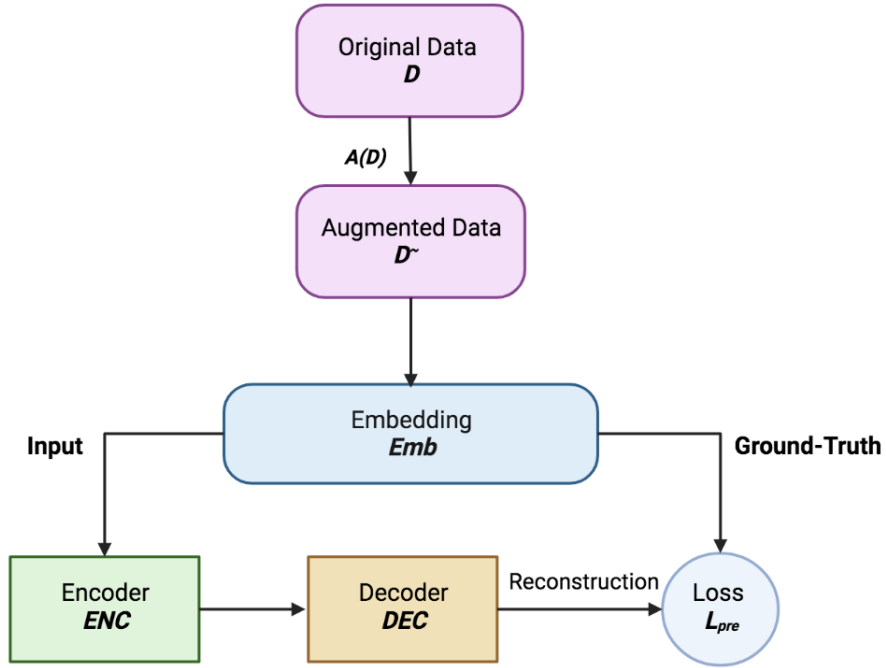 Original Data
D
A(D)
Augmented Data
D~
Embedding
Emb
Input
Ground-Truth
Encoder
ENC
Decoder
DEC
Reconstruction
Loss
Lpre